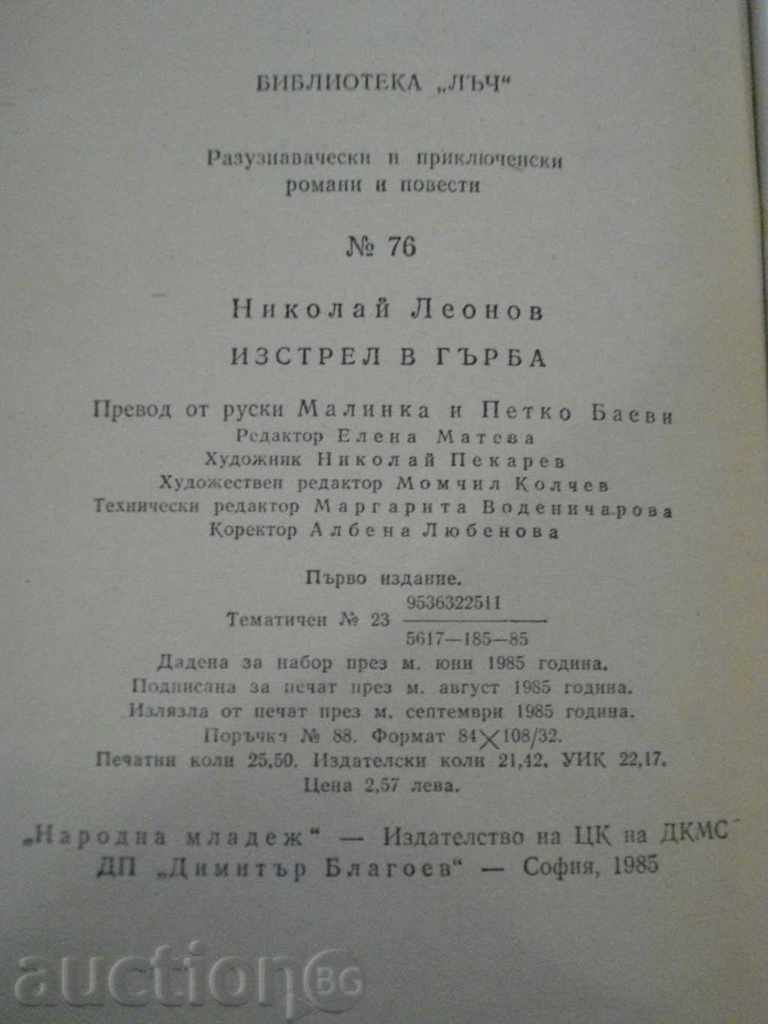 БИБЛИОТЕКА „ЛЪЧ“
Разузнавачески и приключенски
романи и повести
№ 76
Николай Леонов
ИЗСТРЕЛ В ГЪРБА
Превод от руски Малинка и Петко Баеви
Редактор Елена Матева
Художник Николай Пекарев
Художествен редактор Момчил Колчев
Технически редактор Маргарита Воденичарова
Коректор Албена Любенова
Първо издание.
9536322511
Тематичен № 23
5617—185—85
Дадена за набор през м. юни 1985 година.
Подписана за печат през м. август 1985 година.
Излязла от печат през м. септември 1985 година.
Поръчка № 88. Формат 84×108/32.
Печатни коли 25,50. Издателски коли 21,42. УИК 22,17.
Цена 2,57 лева.
„Народна младеж“ — Издателство на ЦК на ДКМС
ДП „Димитър Благоев“ — София, 1985
auction BG